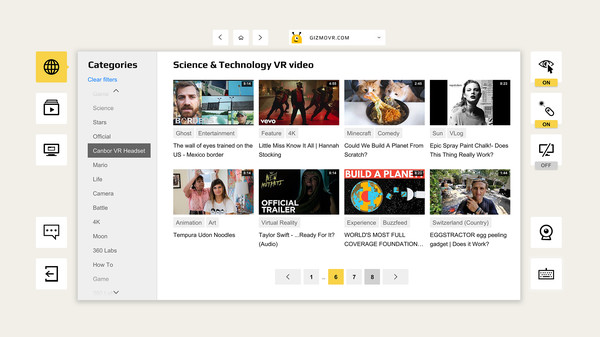 GIZMOVR.COM
Categories
Clear filters
Science
Stars
Official
Canbor VR Headset
Mario
Life
Camera
Battle
4K
Moon
360 Labs
How To
Game
Science & Technology VR video
8:14
vevo
Ghost Entertainment
Feature 4K
Minecraft Comedy
Sun VLog
The wall of eyes trained on the US - Mexico border
Little Miss Know It All | Hannah Stocking
Could We Build A Planet From Scratch?
Epic Spray Paint Chalk!- Does This Thing Really Work?
OFFICIAL TRAILER
BUILD A PLANE
Animation Art
Virtual Reality
Experience Buzzfeed
Switzerland (Country)
Tempura Udon Noodles
Taylor Swift - ...Ready For It? (Audio)
WORLD'S MOST FULL COVERAGE FOUNDATION...
EGGSTRACTOR egg peeling gadget | Does it Work?
1 .. 6 7 8
ON
ON
OFF